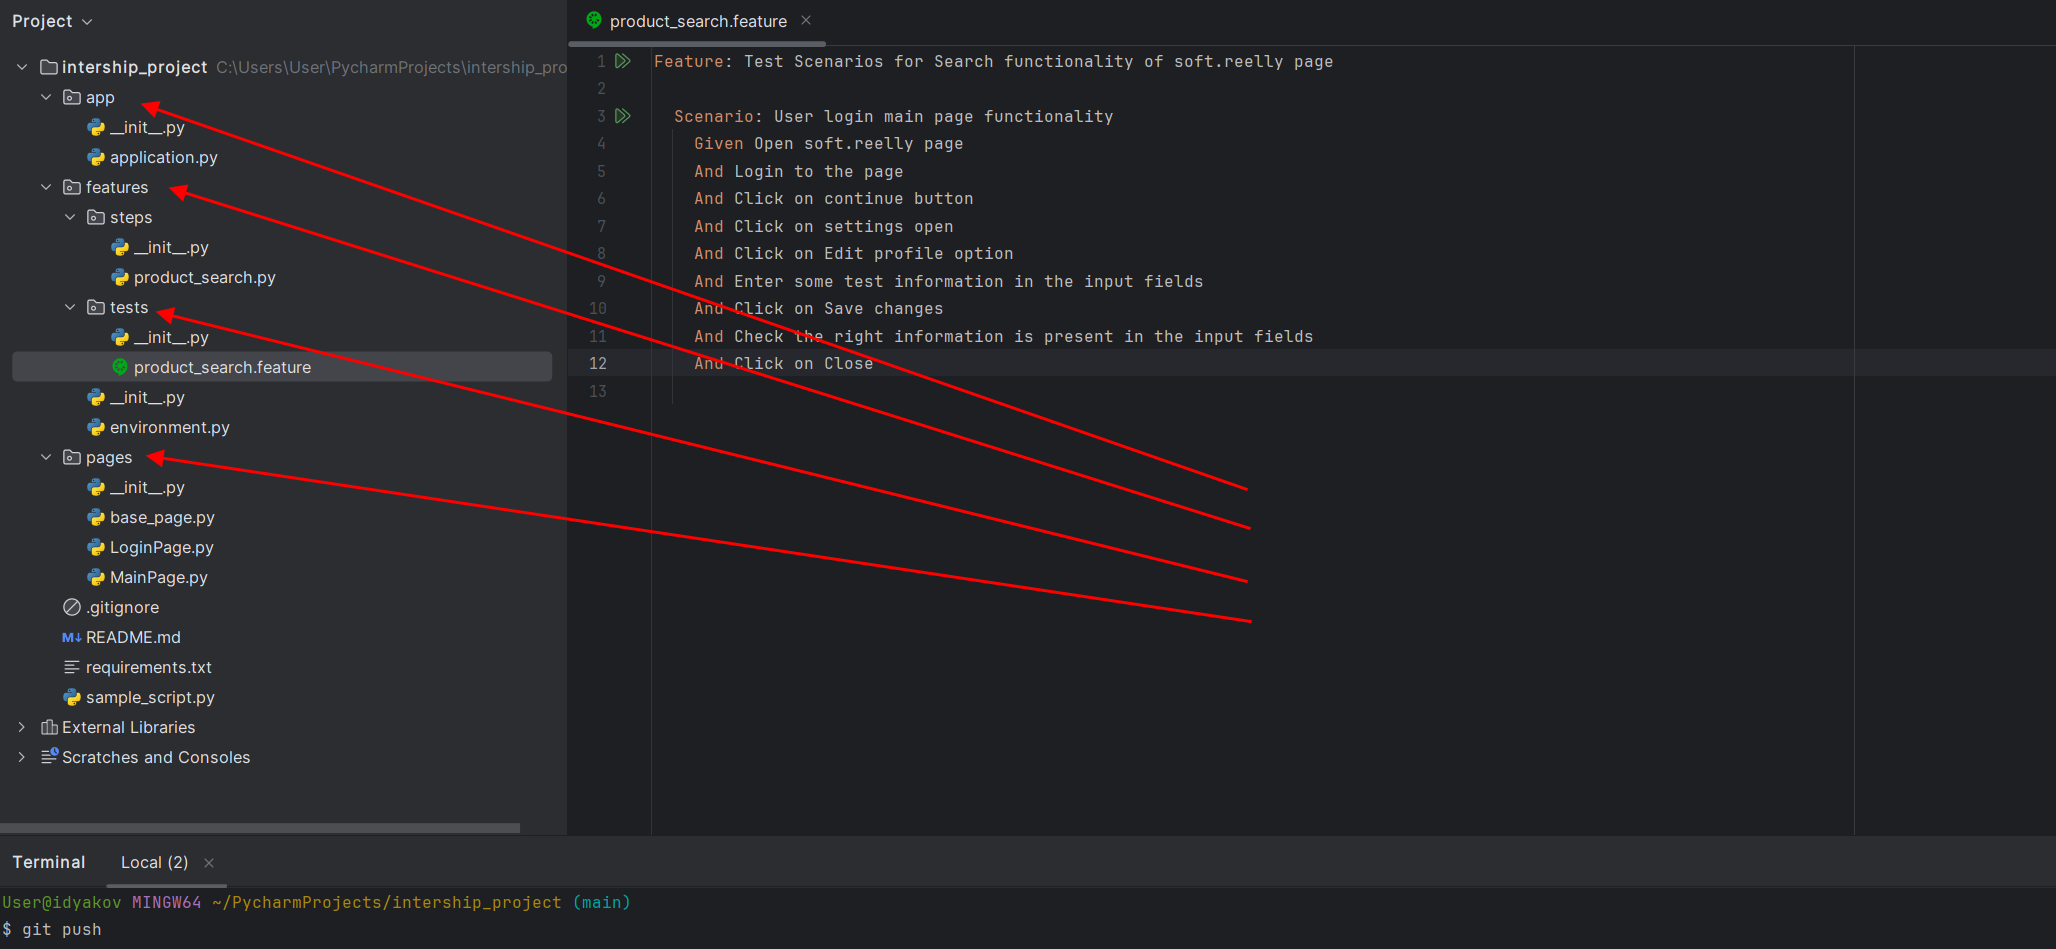 Project
intership_project C:\Users\User\PycharmProjects\intership_pro
app
__init__.py
application.py
features
steps
__init__.py
product_search.py
tests
__init__.py
product_search.feature
__init__.py
environment.py
pages
__init__.py
base_page.py
LoginPage.py
MainPage.py
.gitignore
M↓ README.md
requirements.txt
sample_script.py
External Libraries
Scratches and Consoles
product_search.feature ×
1 Feature: Test Scenarios for Search functionality of soft.reelly page
2
3 Scenario: User login main page functionality
4 Given Open soft.reelly page
5 And Login to the page
6 And Click on continue button
7 And Click on settings open
8 And Click on Edit profile option
9 And Enter some test information in the input fields
10 And Click on Save changes
11 And Check the right information is present in the input fields
12 And Click on Close
13
Terminal Local (2) ×
User@idyakov MINGW64 ~/PycharmProjects/intership_project (main)
$ git push